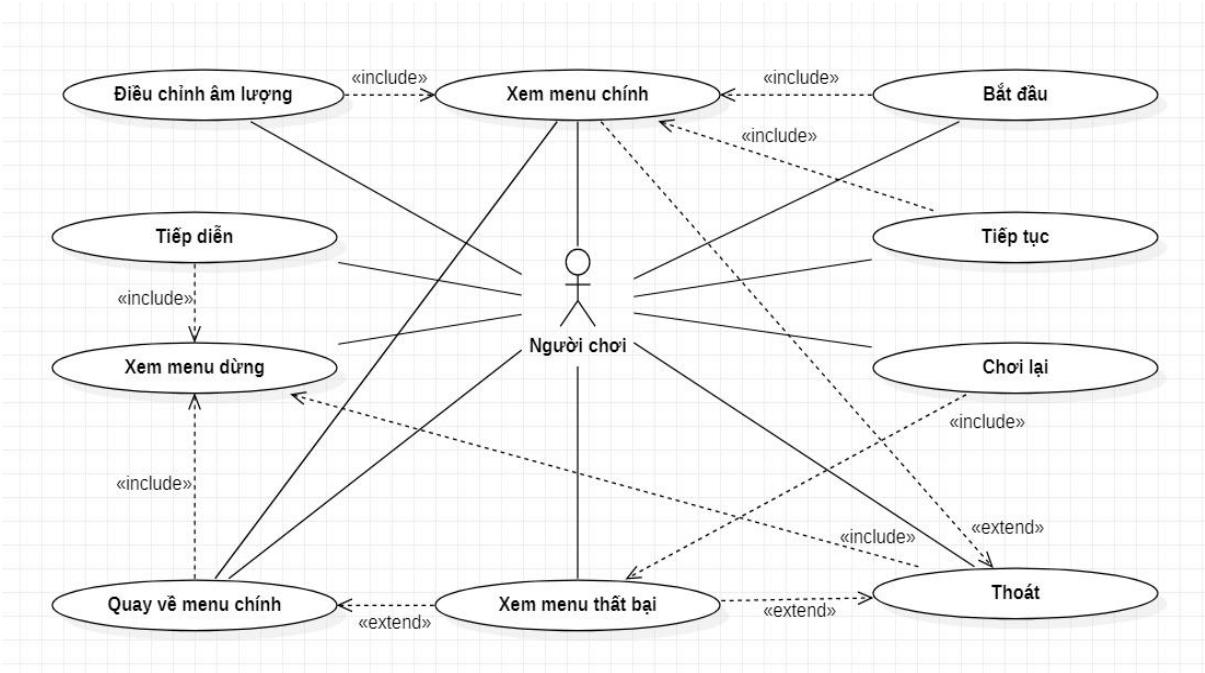 Điều chỉnh âm lượng
«include»
Xem menu chính
«include»
Bắt đầu
«include»
Tiếp diễn
Tiếp tục
«include»
Người chơi
Xem menu dừng
Chơi lại
«include»
«include»
«include»
«extend»
Quay về menu chính
«extend»
Xem menu thất bại
«extend»
Thoát